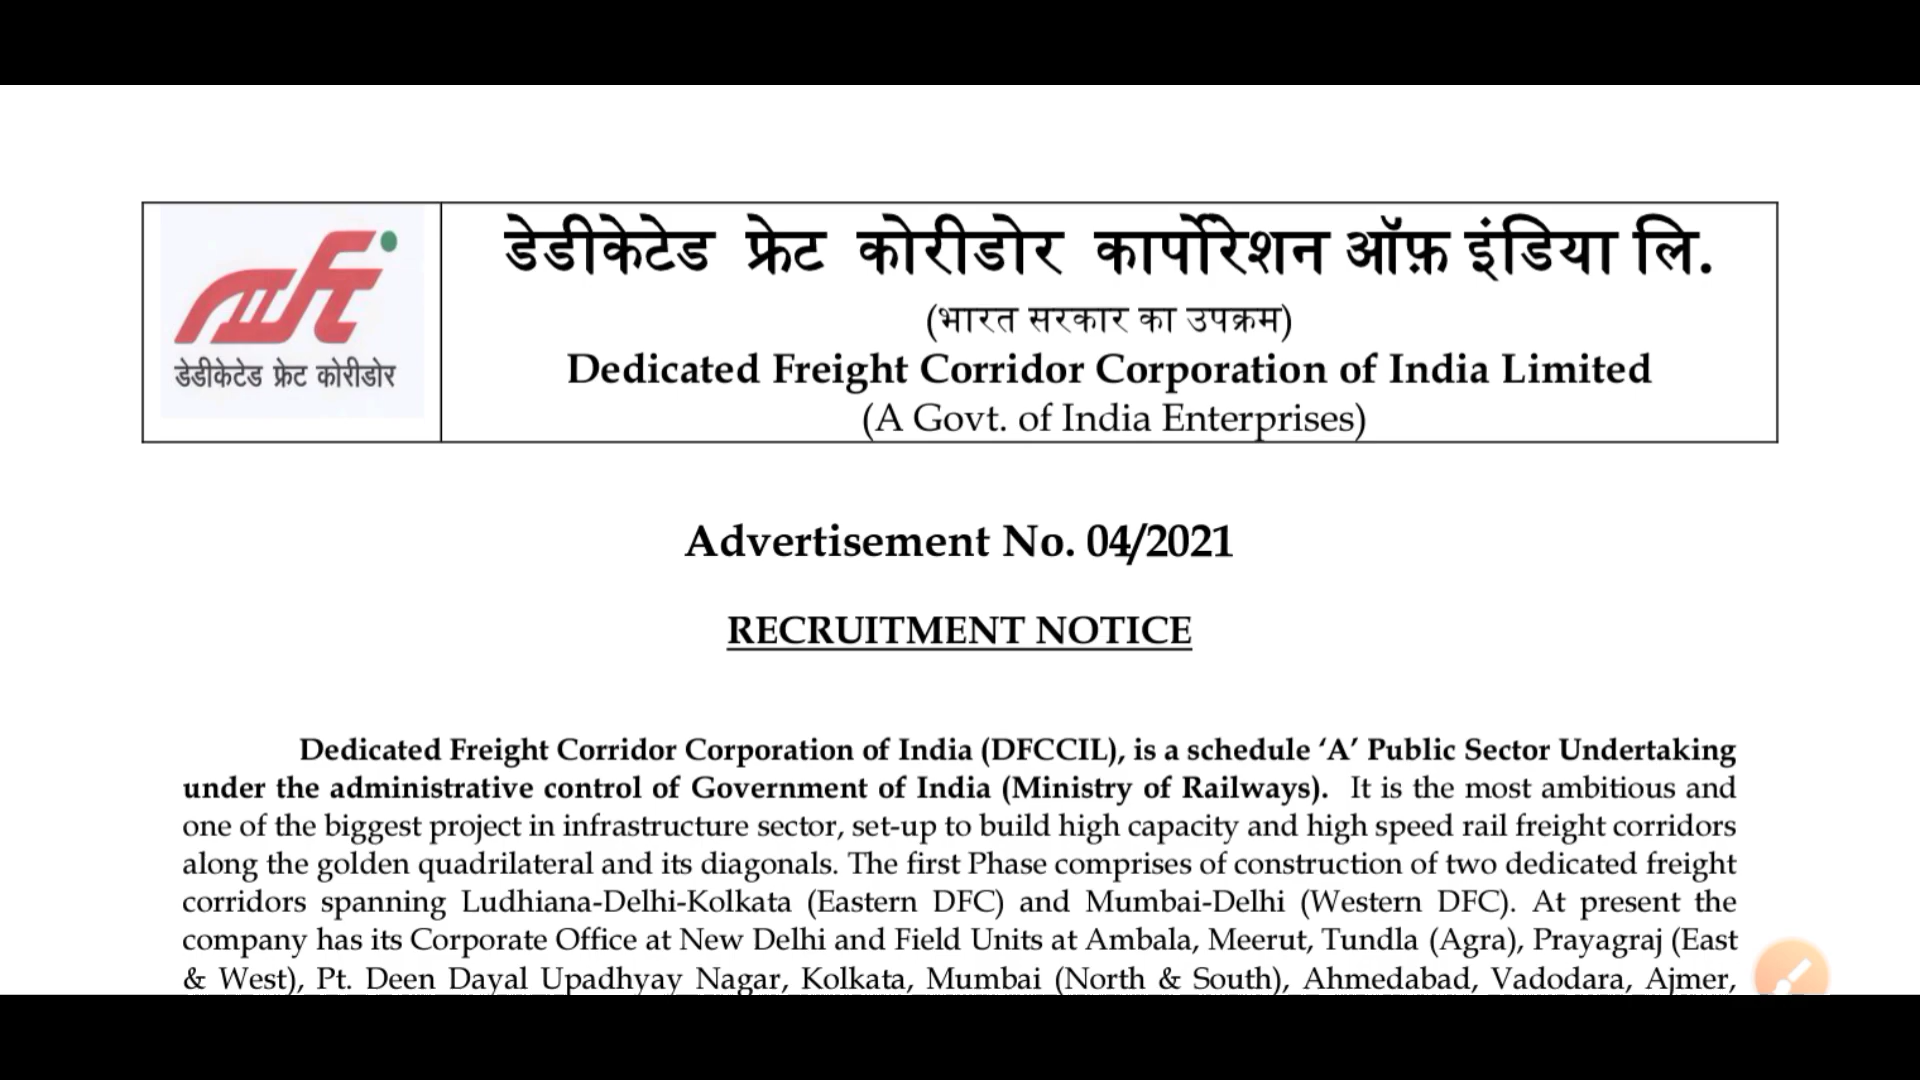 डेडीकेटेड फ्रेट कोरीडोर
डेडीकेटेड फ्रेट कोरीडोर कार्पोरेशन ऑफ़ इंडिया लि.
(भारत सरकार का उपक्रम)
Dedicated Freight Corridor Corporation of India Limited
(A Govt. of India Enterprises)
Advertisement No. 04/2021
RECRUITMENT NOTICE
Dedicated Freight Corridor Corporation of India (DFCCIL), is a schedule ‘A’ Public Sector Undertaking
under the administrative control of Government of India (Ministry of Railways). It is the most ambitious and
one of the biggest project in infrastructure sector, set-up to build high capacity and high speed rail freight corridors
along the golden quadrilateral and its diagonals. The first Phase comprises of construction of two dedicated freight
corridors spanning Ludhiana-Delhi-Kolkata (Eastern DFC) and Mumbai-Delhi (Western DFC). At present the
company has its Corporate Office at New Delhi and Field Units at Ambala, Meerut, Tundla (Agra), Prayagraj (East
& West), Pt. Deen Dayal Upadhyay Nagar, Kolkata, Mumbai (North & South), Ahmedabad, Vadodara, Ajmer,